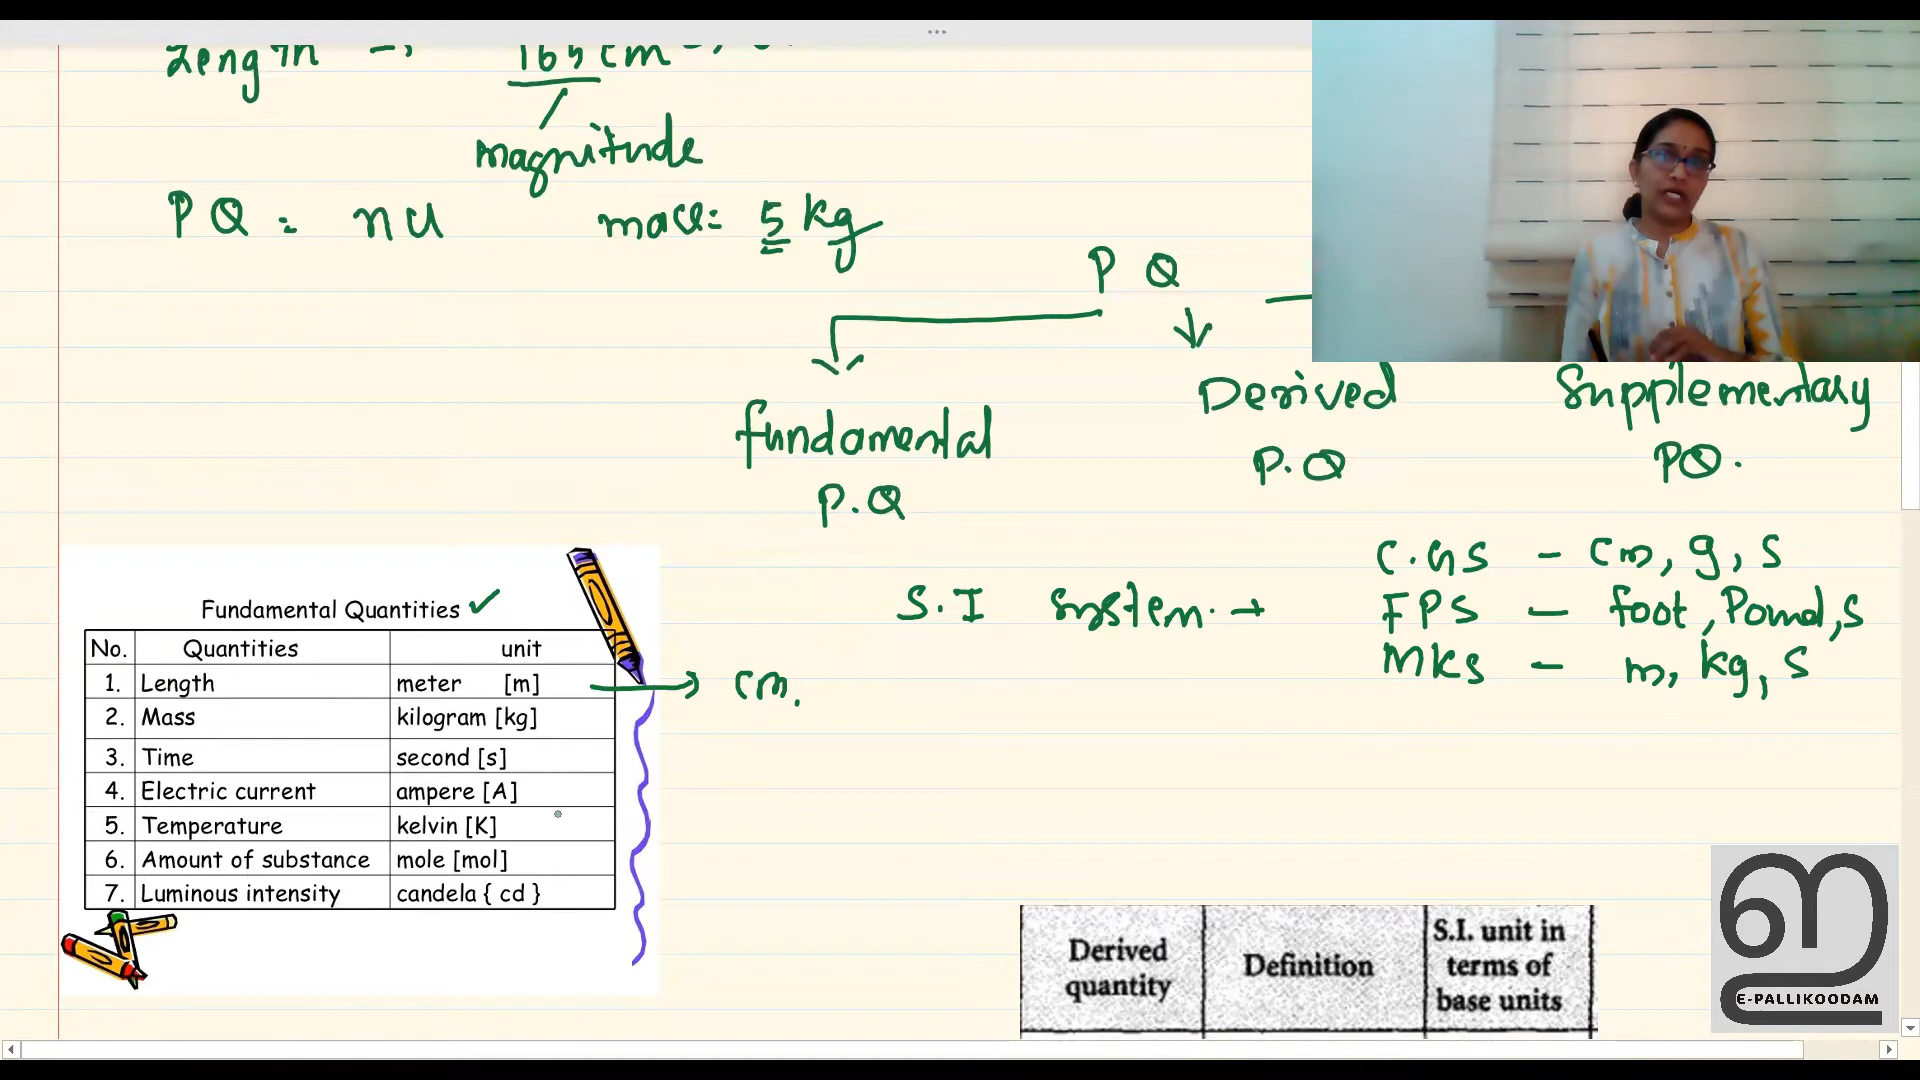 Length
165 cm
magnitude
PQ = nu mass = 5 kg
P Q
fundamental P.Q
Derived P.Q
Supplementary PQ.
C.G.S - cm, g, s
S.I system. → FPS - foot, Pound, s
MKS - m, kg, s
→ cm.
Fundamental Quantities ✓
No. Quantities unit
1. Length meter [m]
2. Mass kilogram [kg]
3. Time second [s]
4. Electric current ampere [A]
5. Temperature kelvin [K]
6. Amount of substance mole [mol]
7. Luminous intensity candela { cd }
Derived quantity
Definition
S.I. unit in terms of base units
E-PALLIKOODAM